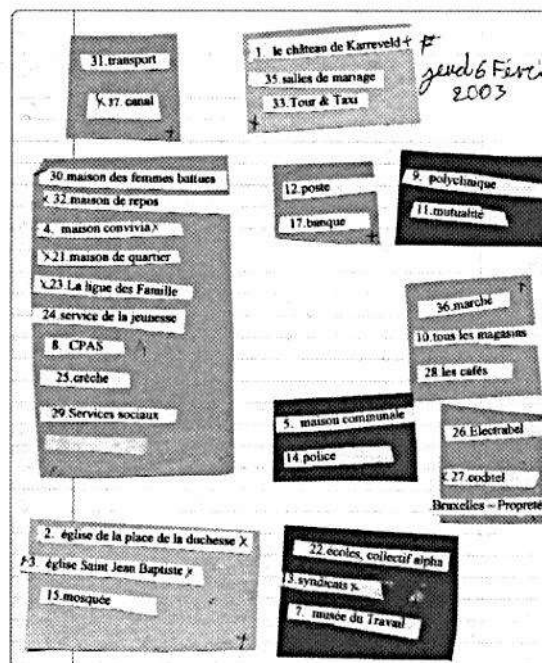 31.transport
37. canal
1. le château de Karreveld
35.salles de mariage
33.Tour & Taxi
jeudi 6 Févri
2003
30.maison des femmes battues
32.maison de repos
4. maison convivia
21.maison de quartier
23.La ligue des Famille
24.service de la jeunesse
8. CPAS
25.crèche
29.Services sociaux
12.poste
17.banque
9. polyclinique
11.mutualité
36.marché
10.tous les magasins
28.les cafés
5. maison communale
14.police
26.Electrabel
27.coditel
Bruxelles – Propreté
2. église de la place de la duchesse
3. église Saint Jean Baptiste
15.mosquée
22.écoles, collectif alpha
13.syndicats
7. musée du Travail